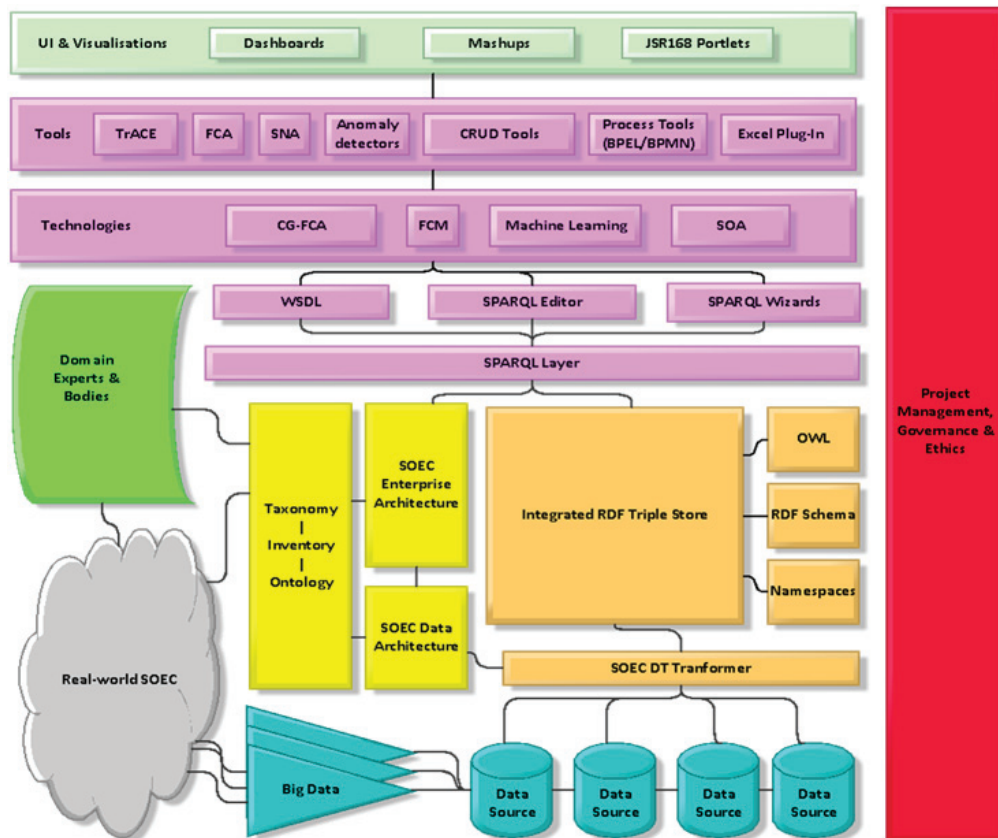 UI & Visualisations
Dashboards
Mashups
JSR168 Portlets
Tools
TrACE
FCA
SNA
Anomaly
detectors
CRUD Tools
Process Tools
(BPEL/BPMN)
Excel Plug-In
Technologies
CG-FCA
FCM
Machine Learning
SOA
WSDL
SPARQL Editor
SPARQL Wizards
SPARQL Layer
Domain
Experts &
Bodies
Taxonomy
|
Inventory
|
Ontology
SOEC
Enterprise
Architecture
SOEC Data
Architecture
Integrated RDF Triple Store
OWL
RDF Schema
Namespaces
SOEC DT Tranformer
Real-world SOEC
Big Data
Data
Source
Data
Source
Data
Source
Data
Source
Project
Management,
Governance &
Ethics